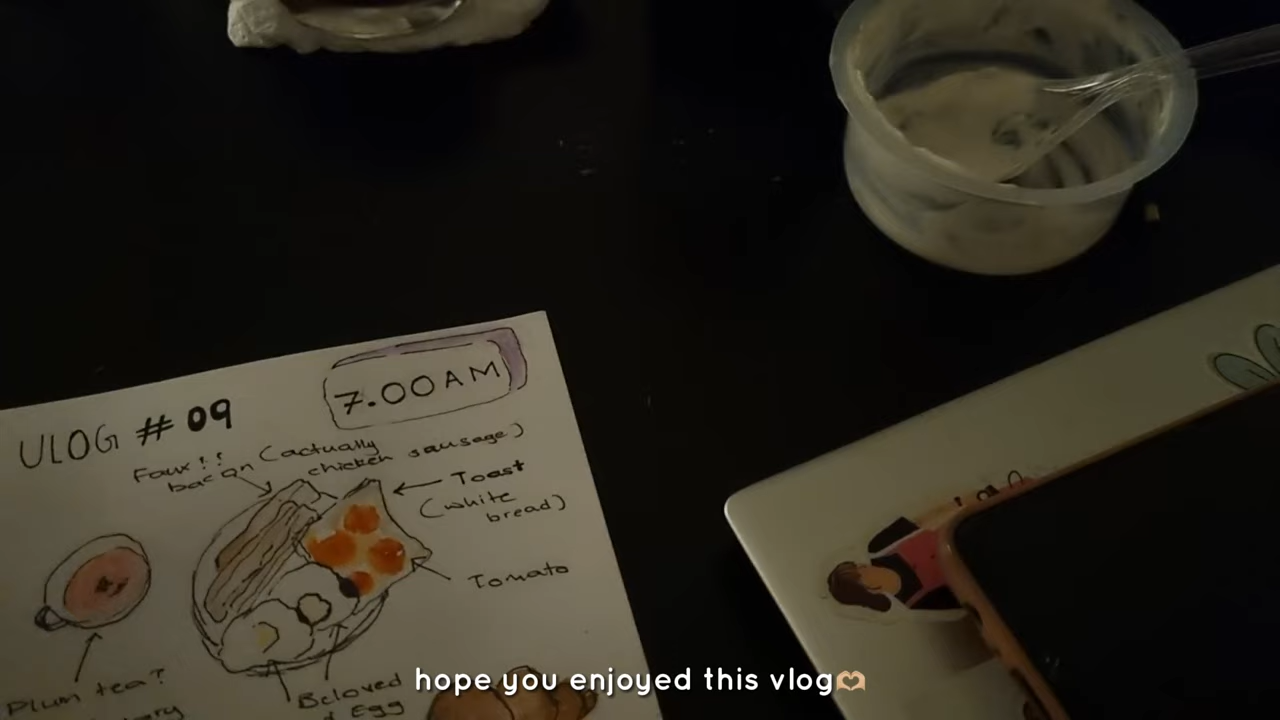 VLOG # 09
7.00AM
Faux!! (actually
bacon chicken sausage)
Toast
(white
bread)
Tomato
Plum tea?
Beloved
Egg
hope you enjoyed this vlog🫶🏼